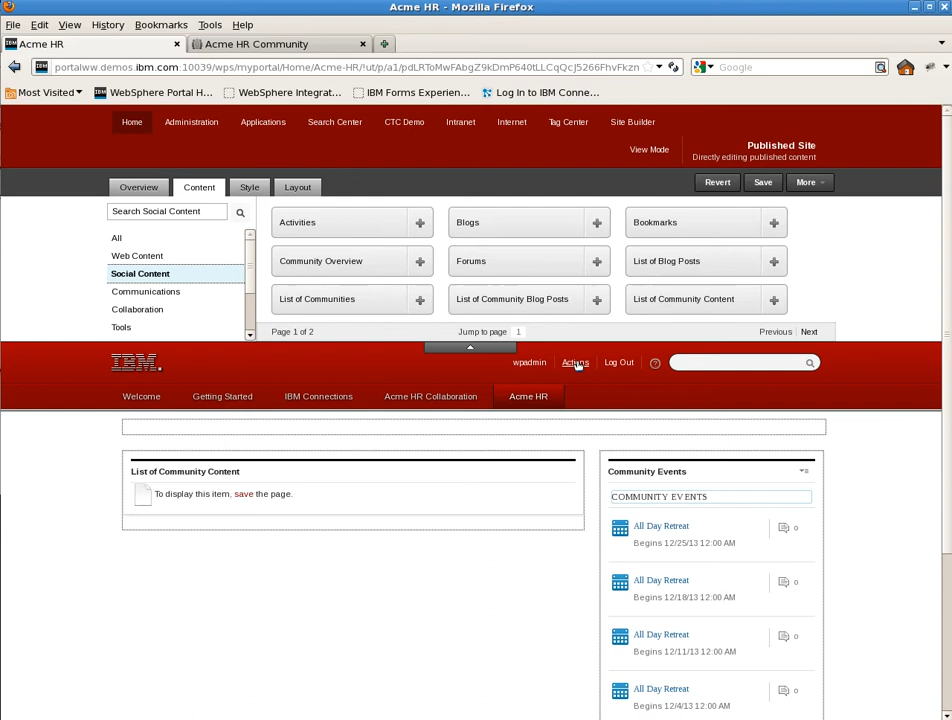 Acme HR - Mozilla Firefox
File Edit View History Bookmarks Tools Help
IBM Acme HR × Acme HR Community ×
portalww.demos.ibm.com:10039/wps/myportal/Home/Acme-HR/!ut/p/a1/pdLRToMwFAbgZ9kDmP640tLLCqQcJ5266FhvFkzn
Google
Most Visited WebSphere Portal H... WebSphere Integrat... IBM Forms Experien... Log In to IBM Conne...
Home Administration Applications Search Center CTC Demo Intranet Internet Tag Center Site Builder
View Mode
Published Site
Directly editing published content
Overview Content Style Layout Revert Save More
Search Social Content
All
Web Content
Social Content
Communications
Collaboration
Tools
Activities Blogs Bookmarks
Community Overview Forums List of Blog Posts
List of Communities List of Community Blog Posts List of Community Content
Page 1 of 2 Jump to page 1 Previous Next
IBM. wpadmin Actions Log Out ?
Welcome Getting Started IBM Connections Acme HR Collaboration Acme HR
List of Community Content
To display this item, save the page.
Community Events
COMMUNITY EVENTS
All Day Retreat 0
Begins 12/25/13 12:00 AM
All Day Retreat 0
Begins 12/18/13 12:00 AM
All Day Retreat 0
Begins 12/11/13 12:00 AM
All Day Retreat 0
Begins 12/4/13 12:00 AM